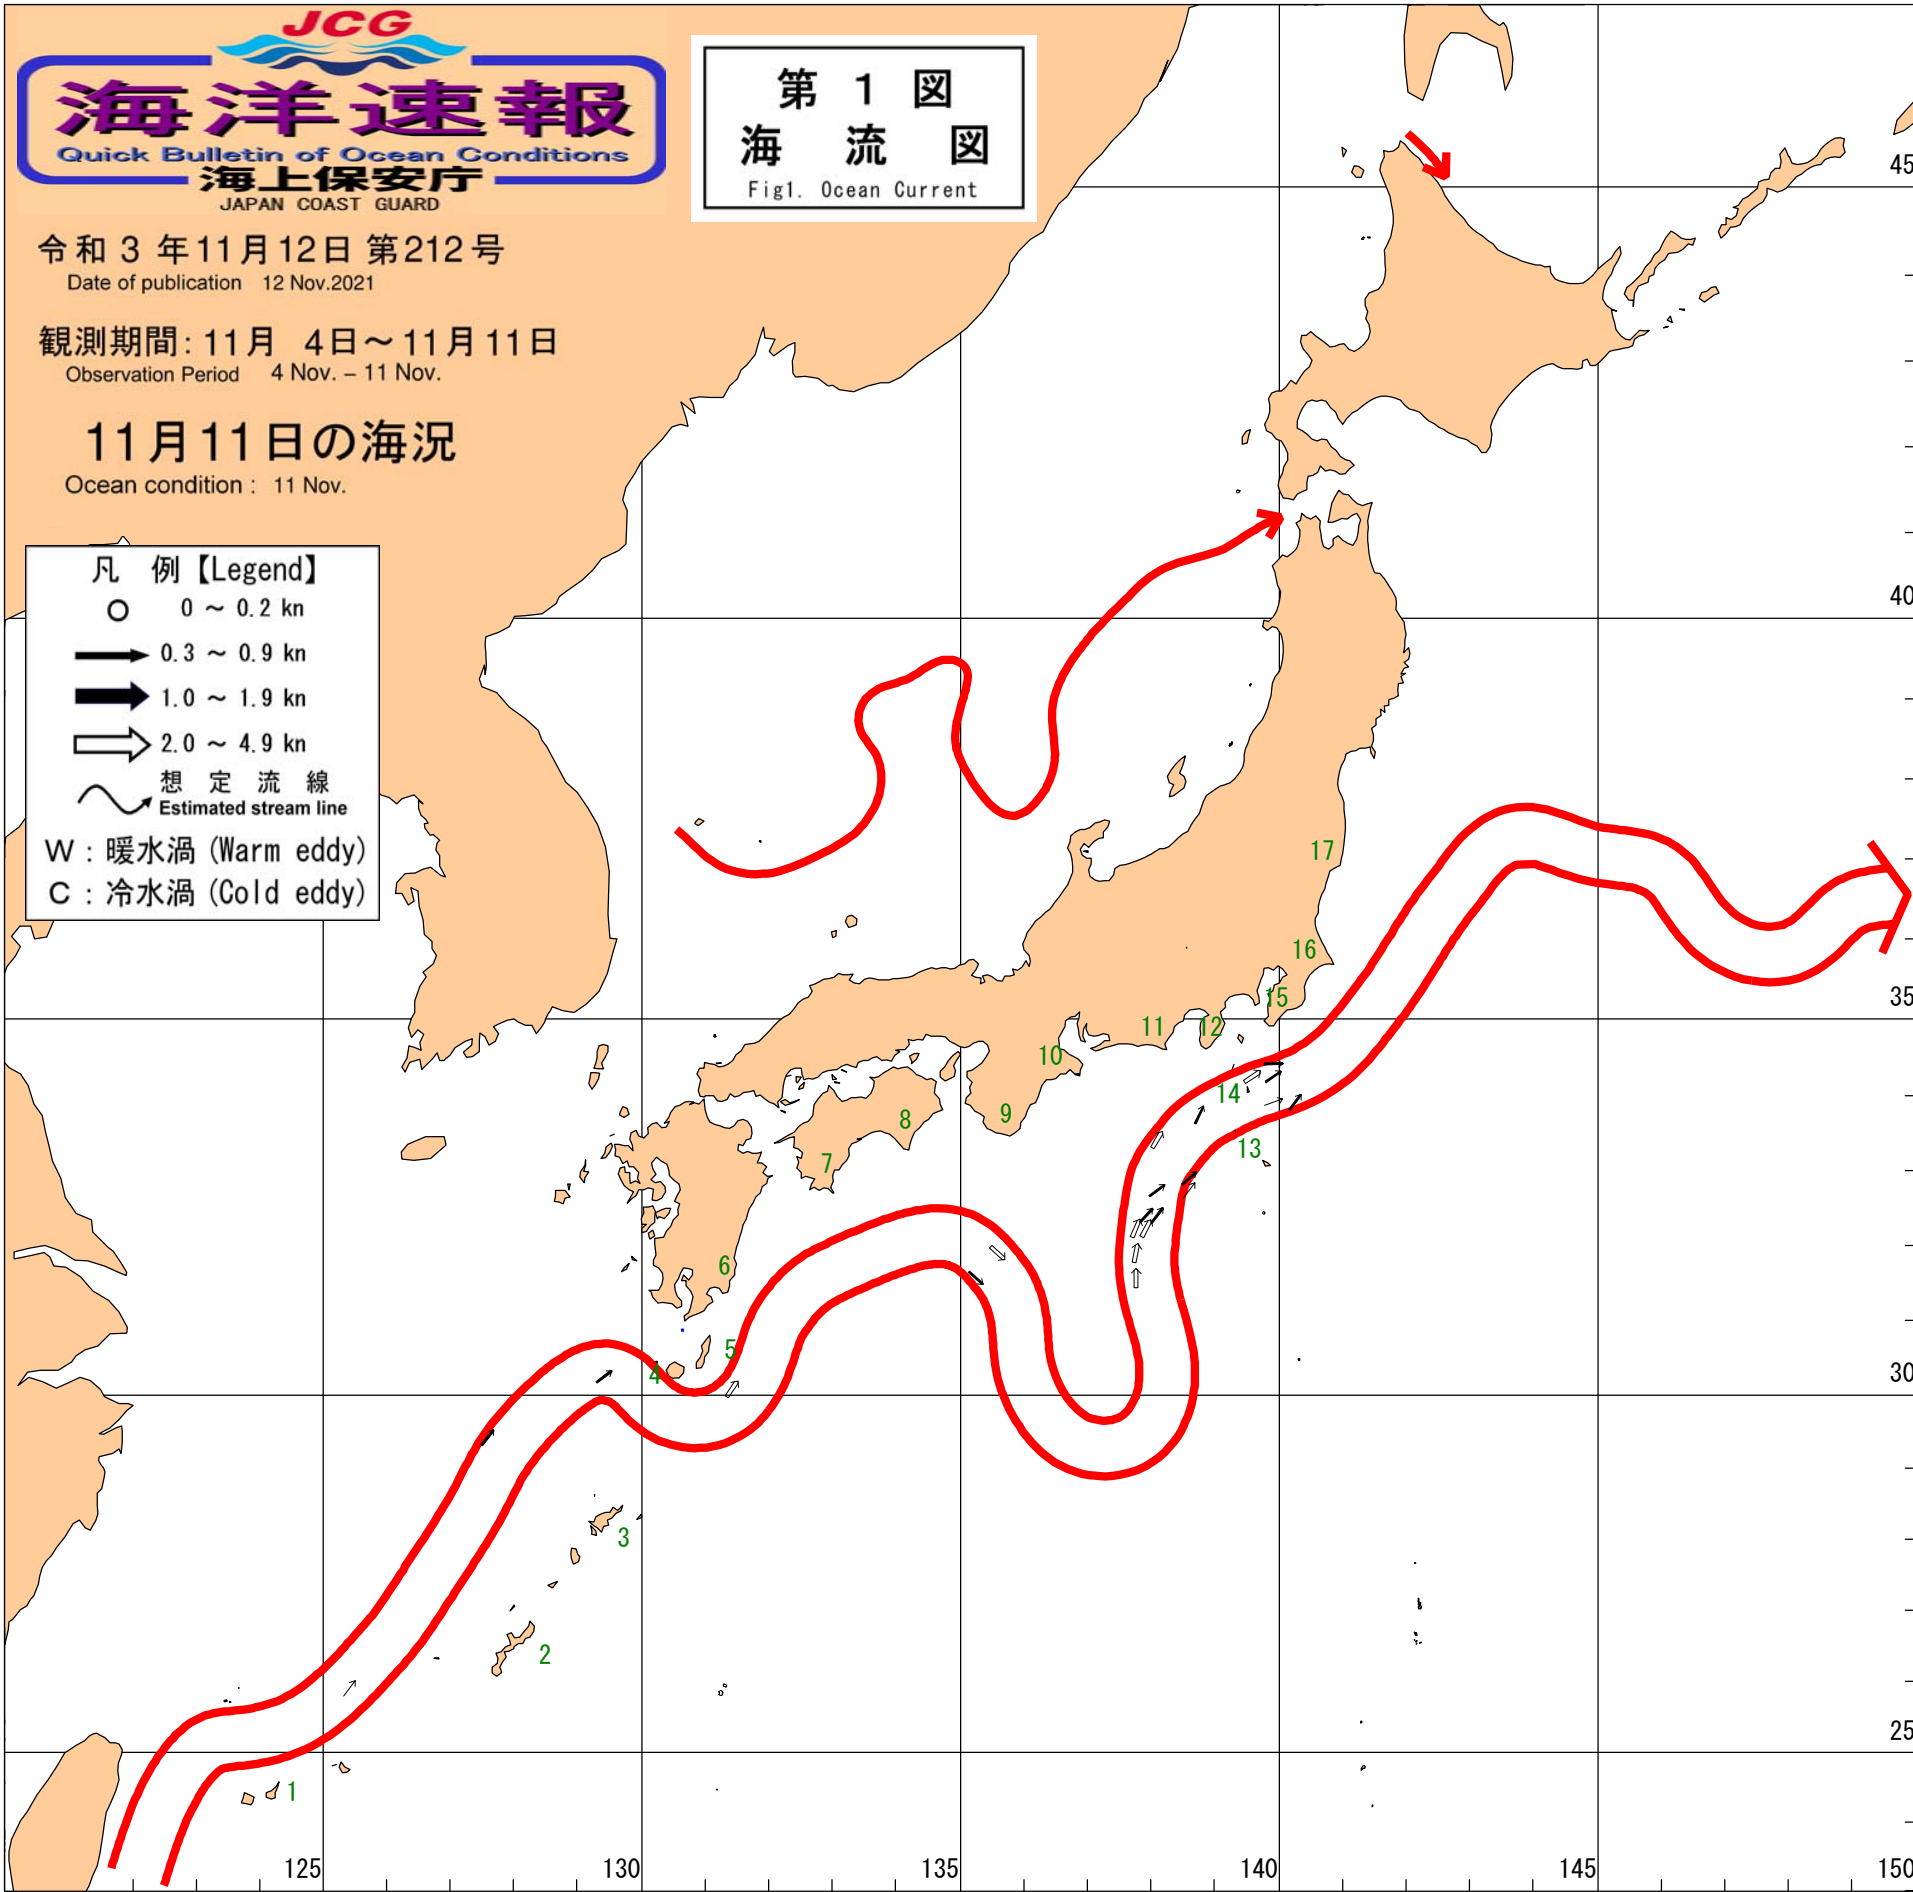 JCG
海洋速報
Quick Bulletin of Ocean Conditions
海上保安庁
JAPAN COAST GUARD
第 1 図
海 流 図
Fig1. Ocean Current
令和 3 年11月12日 第212号
Date of publication 12 Nov.2021
観測期間: 11月 4日～11月11日
Observation Period 4 Nov. – 11 Nov.
11月11日の海況
Ocean condition : 11 Nov.
凡 例【Legend】
0 ～ 0.2 kn
0.3 ～ 0.9 kn
1.0 ～ 1.9 kn
2.0 ～ 4.9 kn
想 定 流 線
Estimated stream line
W : 暖水渦 (Warm eddy)
C : 冷水渦 (Cold eddy)
45
40
17
16
35
15
11
12
10
14
9
8
13
7
6
5
4
30
3
2
25
1
125
130
135
140
145
150